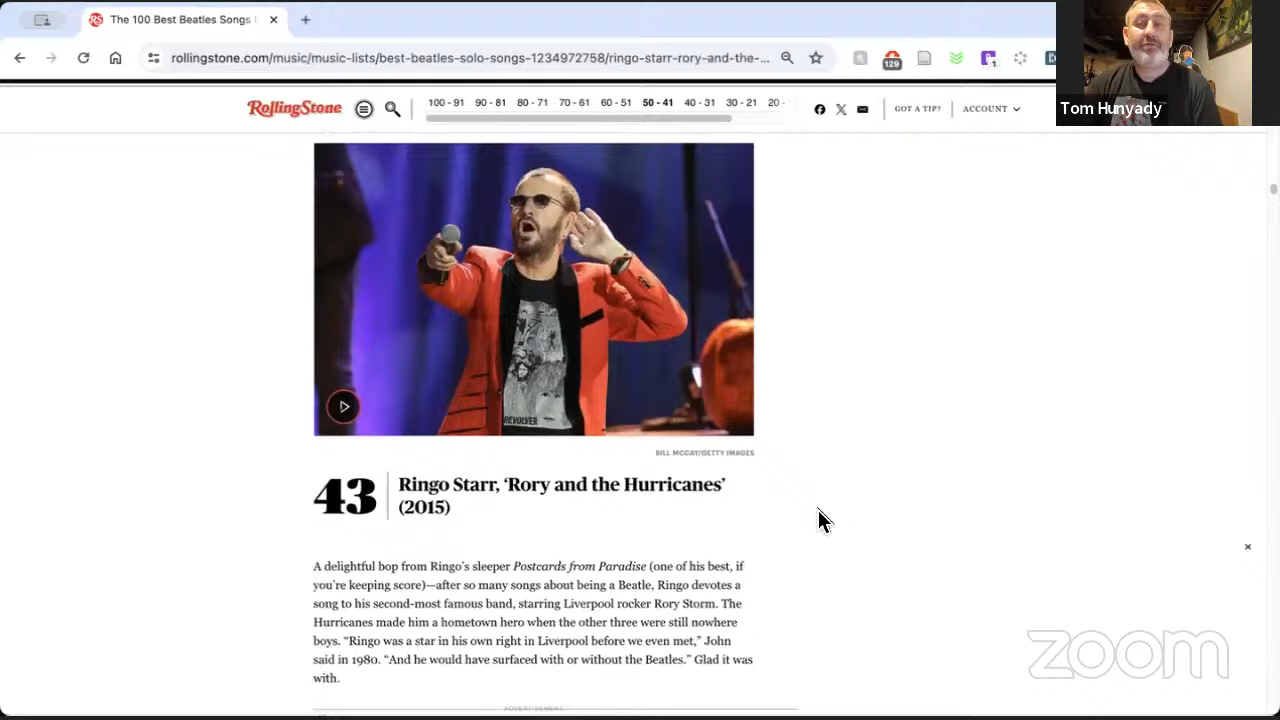 The 100 Best Beatles Songs
rollingstone.com/music/music-lists/best-beatles-solo-songs-1234972758/ringo-starr-rory-and-the-...
129
1
Tom Hunyady
RollingStone
100 - 91 90 - 81 80 - 71 70 - 61 60 - 51 50 - 41 40 - 31 30 - 21 20 -
GOT A TIP?
ACCOUNT
REVOLVER
BILL MCCAY/GETTY IMAGES
43
Ringo Starr, ‘Rory and the Hurricanes’
(2015)
A delightful bop from Ringo’s sleeper Postcards from Paradise (one of his best, if
you’re keeping score)—after so many songs about being a Beatle, Ringo devotes a
song to his second-most famous band, starring Liverpool rocker Rory Storm. The
Hurricanes made him a hometown hero when the other three were still nowhere
boys. “Ringo was a star in his own right in Liverpool before we even met,” John
said in 1980. “And he would have surfaced with or without the Beatles.” Glad it was
with.
ADVERTISEMENT
zoom